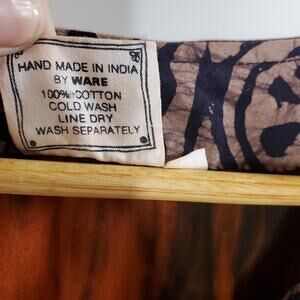 HAND MADE IN INDIA
BY WARE
100% COTTON
COLD WASH
LINE DRY
WASH SEPARATELY